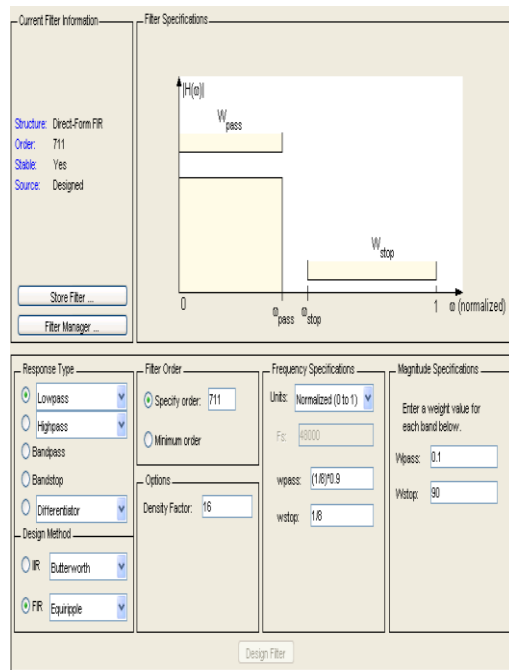 Current Filter Information
Structure: Direct-Form FIR
Order: 711
Stable: Yes
Source: Designed
Store Filter ...
Filter Manager ...
Filter Specifications
|H(ω)|
Wpass
Wstop
0
ωpass
ωstop
1
ω (normalized)
Response Type
Lowpass
Highpass
Bandpass
Bandstop
Differentiator
Design Method
IIR
Butterworth
FIR
Equiripple
Filter Order
Specify order: 711
Minimum order
Options
Density Factor: 16
Frequency Specifications
Units: Normalized (0 to 1)
Fs: 48000
wpass: (1/8)*0.9
wstop: 1/8
Magnitude Specifications
Enter a weight value for
each band below.
Wpass: 0.1
Wstop: 90
Design Filter